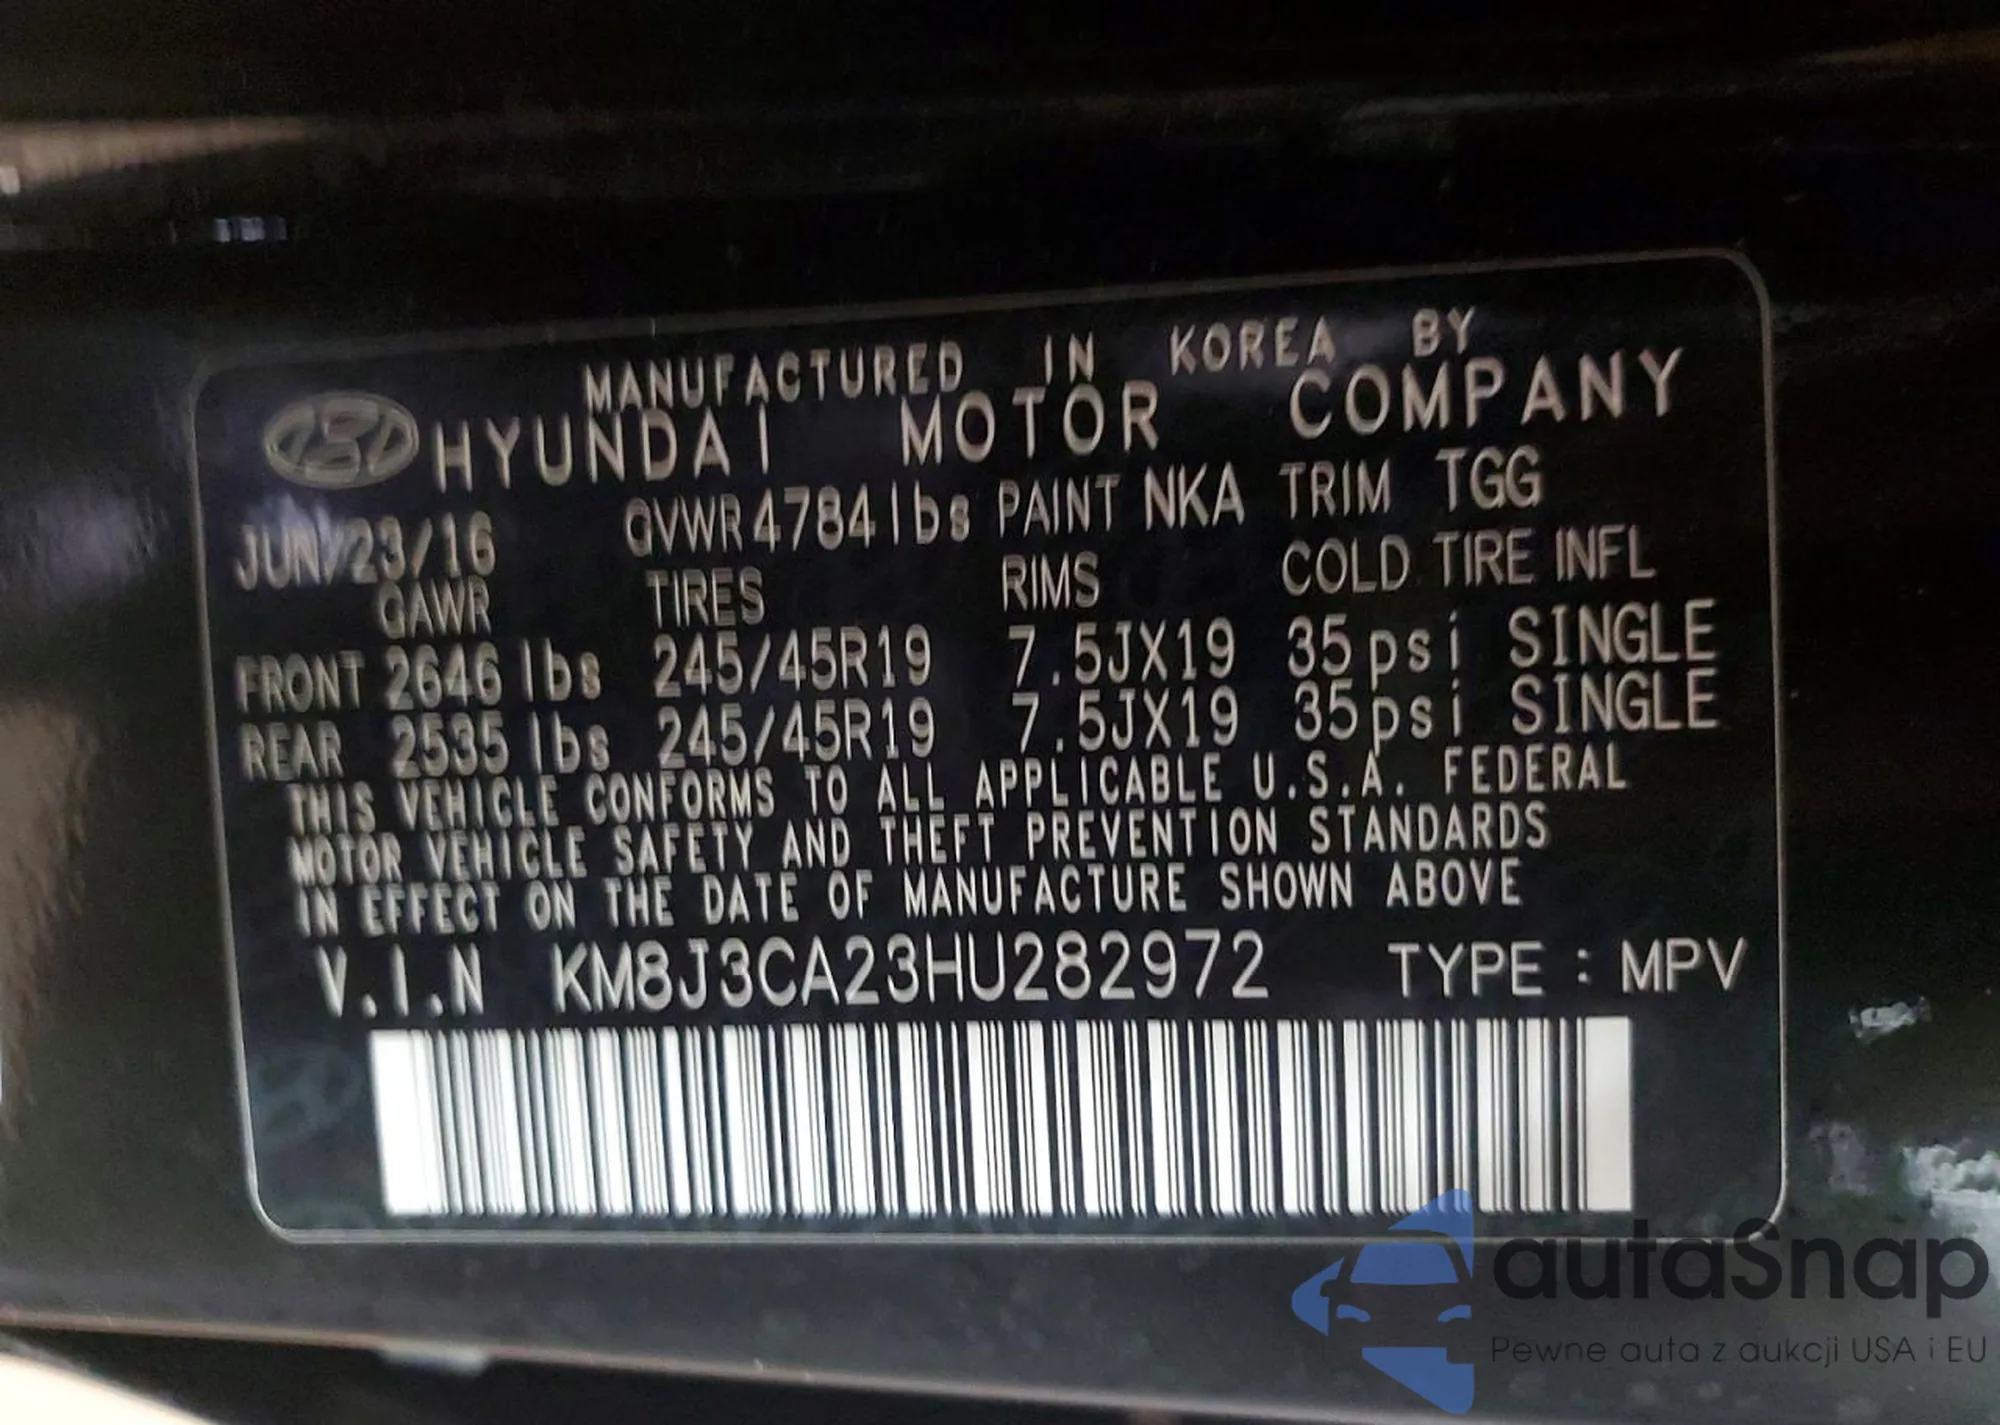 MANUFACTURED IN KOREA BY
HYUNDAI MOTOR COMPANY
JUN/23/16 GVWR 4784lbs PAINT NKA TRIM TGG
GAWR TIRES RIMS COLD TIRE INFL
FRONT 2646 lbs 245/45R19 7.5JX19 35psi SINGLE
REAR 2535 lbs 245/45R19 7.5JX19 35psi SINGLE
THIS VEHICLE CONFORMS TO ALL APPLICABLE U.S.A. FEDERAL
MOTOR VEHICLE SAFETY AND THEFT PREVENTION STANDARDS
IN EFFECT ON THE DATE OF MANUFACTURE SHOWN ABOVE
V.I.N KM8J3CA23HU282972 TYPE : MPV
autaSnap
Pewne auta z aukcji USA i EU